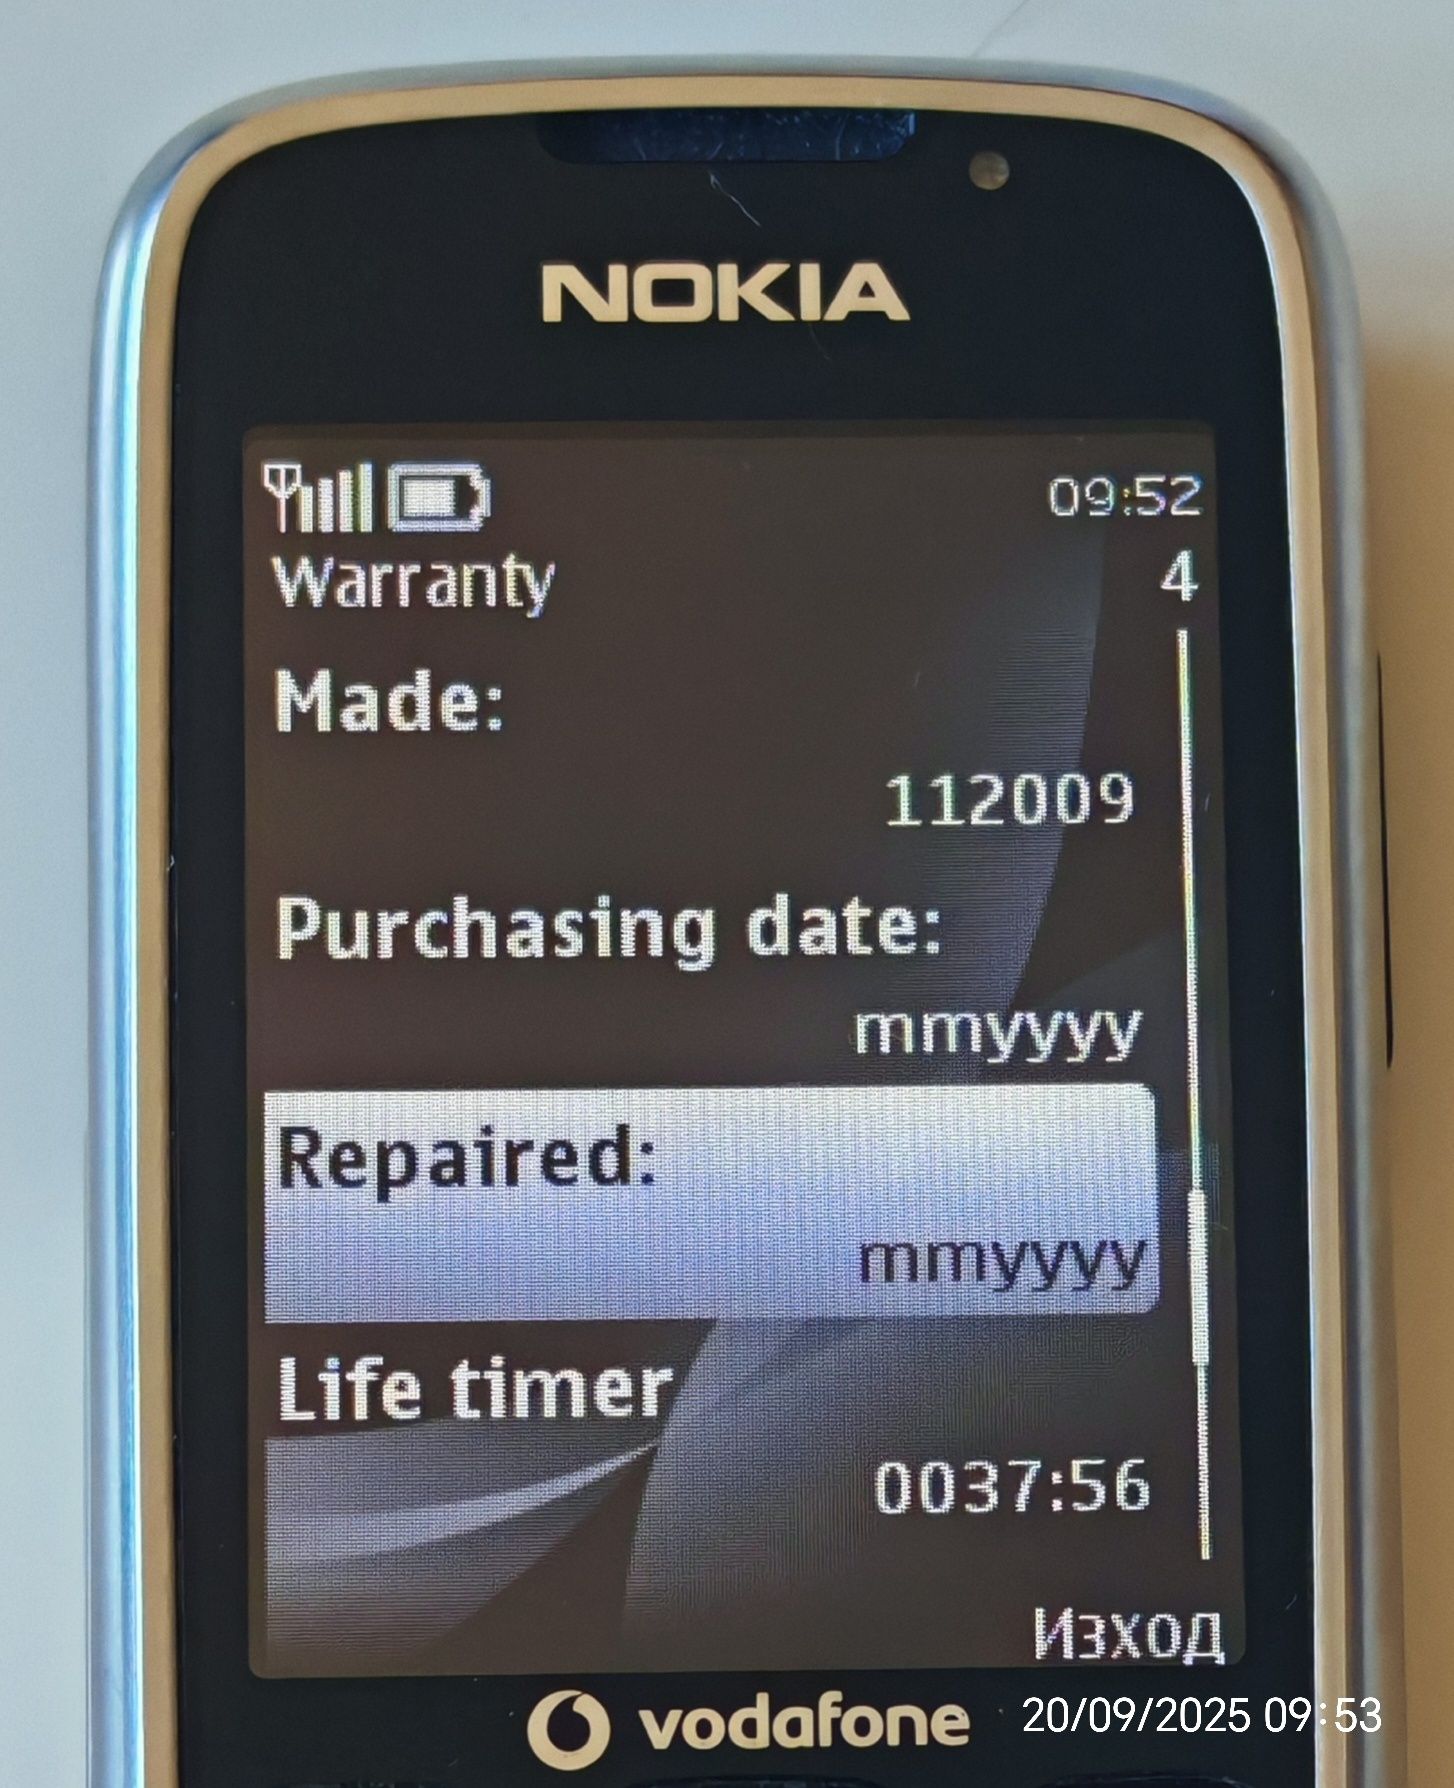 NOKIA
09:52
Warranty 4
Made:
112009
Purchasing date:
mmyyyy
Repaired:
mmyyyy
Life timer
0037:56
Изход
vodafone
20/09/2025 09:53